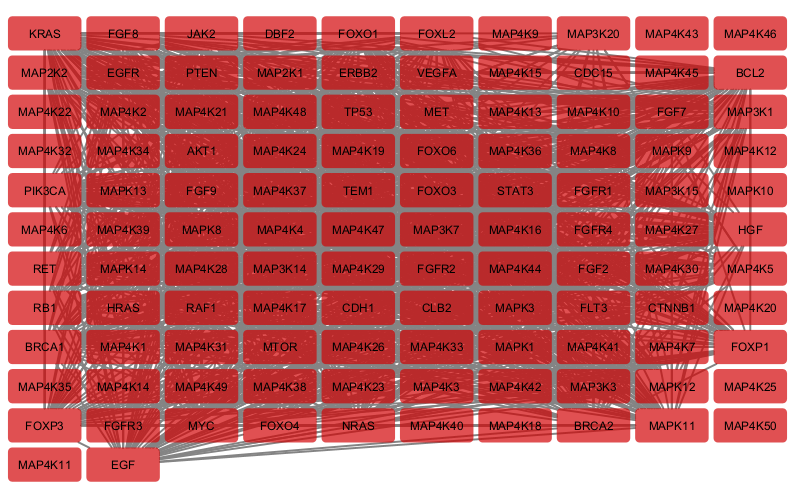 KRAS FGF8 JAK2 DBF2 FOXO1 FOXL2 MAP4K9 MAP3K20 MAP4K43 MAP4K46
MAP2K2 EGFR PTEN MAP2K1 ERBB2 VEGFA MAP4K15 CDC15 MAP4K45 BCL2
MAP4K22 MAP4K2 MAP4K21 MAP4K48 TP53 MET MAP4K13 MAP4K10 FGF7 MAP3K1
MAP4K32 MAP4K34 AKT1 MAP4K24 MAP4K19 FOXO6 MAP4K36 MAP4K8 MAPK9 MAP4K12
PIK3CA MAPK13 FGF9 MAP4K37 TEM1 FOXO3 STAT3 FGFR1 MAP3K15 MAPK10
MAP4K6 MAP4K39 MAPK8 MAP4K4 MAP4K47 MAP3K7 MAP4K16 FGFR4 MAP4K27 HGF
RET MAPK14 MAP4K28 MAP3K14 MAP4K29 FGFR2 MAP4K44 FGF2 MAP4K30 MAP4K5
RB1 HRAS RAF1 MAP4K17 CDH1 CLB2 MAPK3 FLT3 CTNNB1 MAP4K20
BRCA1 MAP4K1 MAP4K31 MTOR MAP4K26 MAP4K33 MAPK1 MAP4K41 MAP4K7 FOXP1
MAP4K35 MAP4K14 MAP4K49 MAP4K38 MAP4K23 MAP4K3 MAP4K42 MAP3K3 MAPK12 MAP4K25
FOXP3 FGFR3 MYC FOXO4 NRAS MAP4K40 MAP4K18 BRCA2 MAPK11 MAP4K50
MAP4K11 EGF